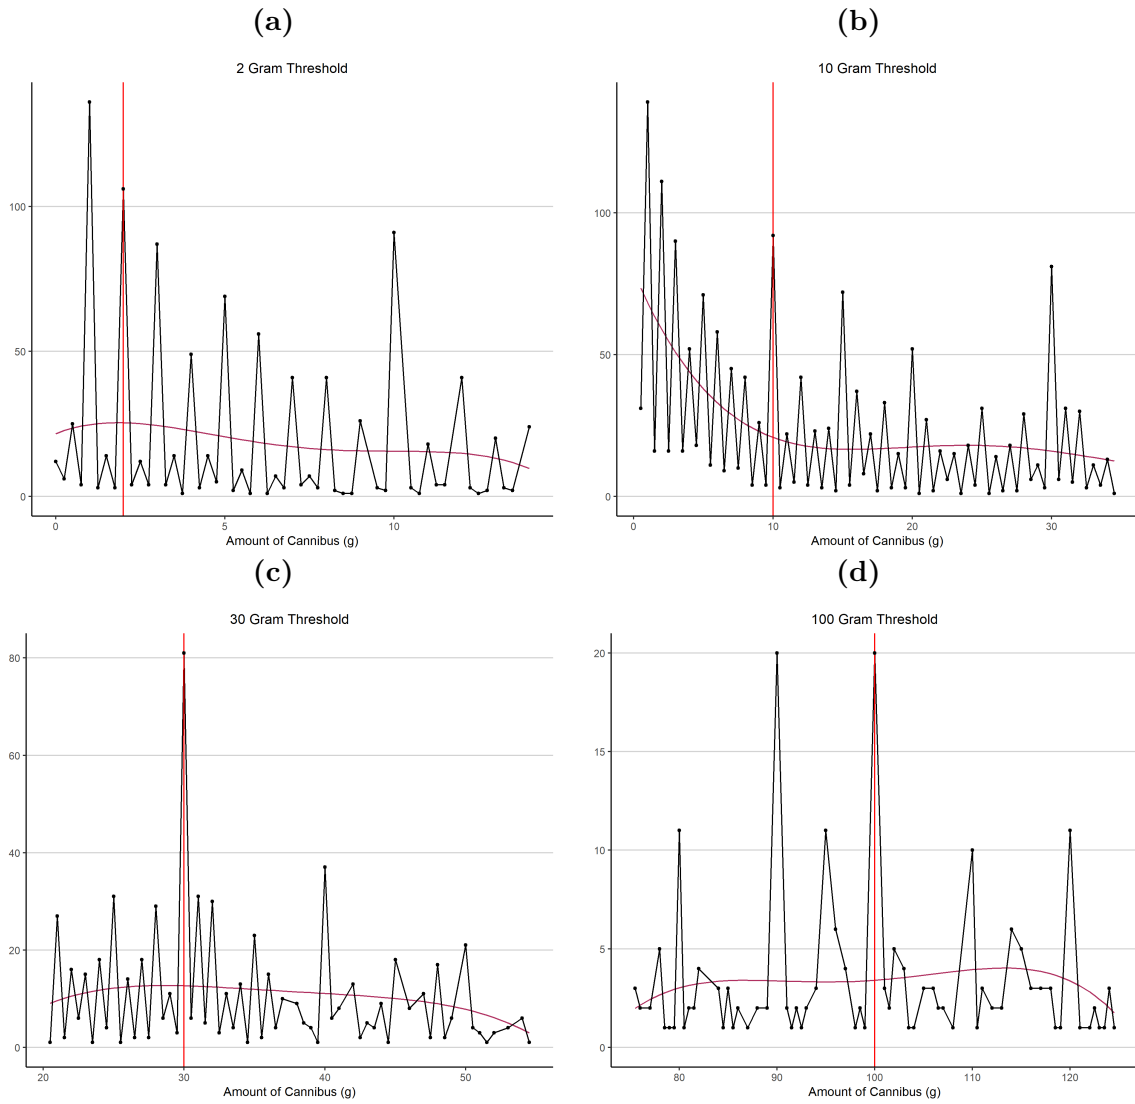 (a)
2 Gram Threshold
100
50
0
0 5 10
Amount of Cannibus (g)
(b)
10 Gram Threshold
100
50
0
0 10 20 30
Amount of Cannibus (g)
(c)
30 Gram Threshold
80
60
40
20
0
20 30 40 50
Amount of Cannibus (g)
(d)
100 Gram Threshold
20
15
10
5
0
80 90 100 110 120
Amount of Cannibus (g)